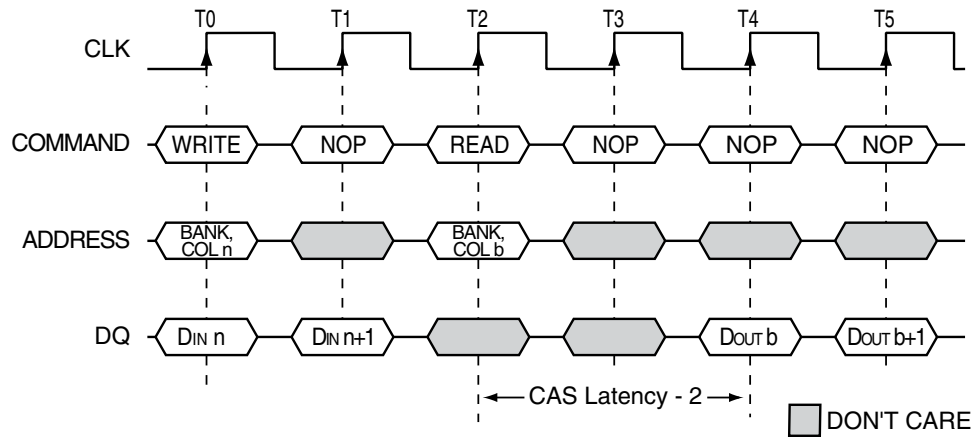 T0 T1 T2 T3 T4 T5
CLK
COMMAND WRITE NOP READ NOP NOP NOP
ADDRESS BANK, COL n BANK, COL b
DQ DIN n DIN n+1 DOUT b DOUT b+1
CAS Latency - 2
DON'T CARE